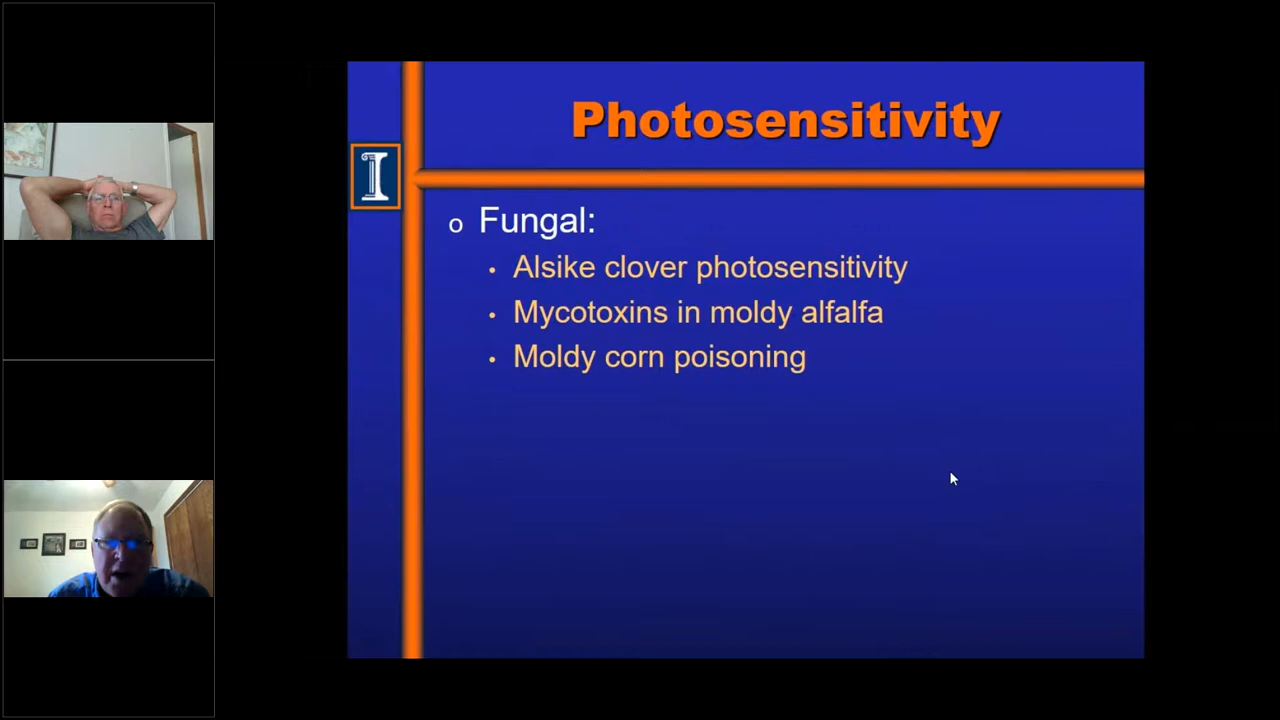 Photosensitivity
I
o Fungal:
• Alsike clover photosensitivity
• Mycotoxins in moldy alfalfa
• Moldy corn poisoning